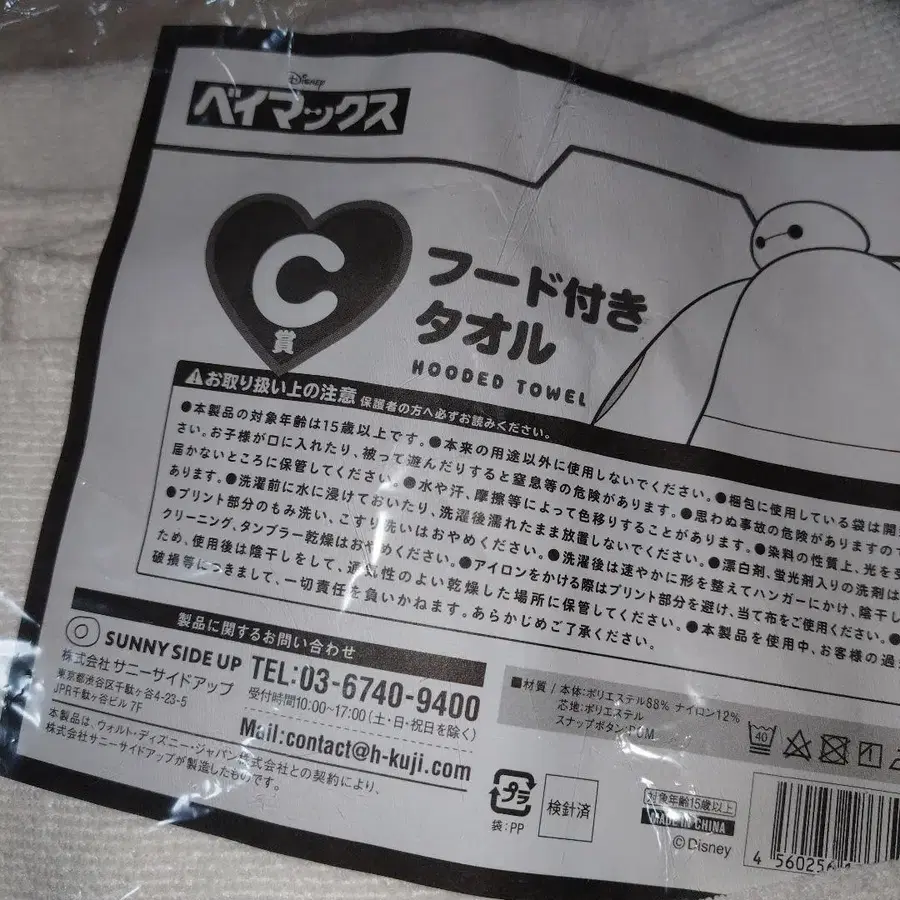 Disney
ベイマックス
C
賞
フード付き
タオル
HOODED TOWEL
お取り扱い上の注意 保護者の方へ必ずお読みください。
●本製品の対象年齢は15歳以上です。●本来の用途以外に使用しないでください。●梱包に使用している袋は開
さい。お子様が口に入れたり、被って遊んだりすると窒息等の危険があります。●思わぬ事故の危険がありますので
届かないところに保管してください。●水や汗、摩擦等によって色移りすることがあります。●染料の性質上、光を
あります。●洗濯前に水に浸けておいたり、洗濯後濡れたまま放置しないでください。●漂白剤、蛍光剤入りの洗剤は
●プリント部分のもみ洗い、こすり洗いはおやめください。●洗濯後は速やかに形を整えてハンガーにかけ、陰干し
クリーニング、タンブラー乾燥はおやめください。●アイロンをかける際はプリント部分を避け、当て布をご使用ください。●
ため、使用後は陰干しをして、通気性のよい乾燥した場所に保管してください。●本製品を使用中、お客様の過
破損等につきまして、一切責任を負いかねます。あらかじめご了承ください。
製品に関するお問い合わせ
SUNNY SIDE UP
株式会社 サニーサイドアップ
東京都渋谷区千駄ヶ谷4-23-5
JPR千駄ヶ谷ビル 7F
TEL:03-6740-9400
受付時間10:00~17:00(土・日・祝日を除く)
Mail:contact@h-kuji.com
本製品は、ウォルト・ディズニー・ジャパン株式会社との契約により、
株式会社サニーサイドアップが製造したものです。
■材質 / 本体:ポリエステル88% ナイロン12%
芯地:ポリエステル
スナップボタン:POM
40
プラ
袋:PP
検針済
対象年齢15歳以上
MADE IN CHINA
©Disney
4 560256